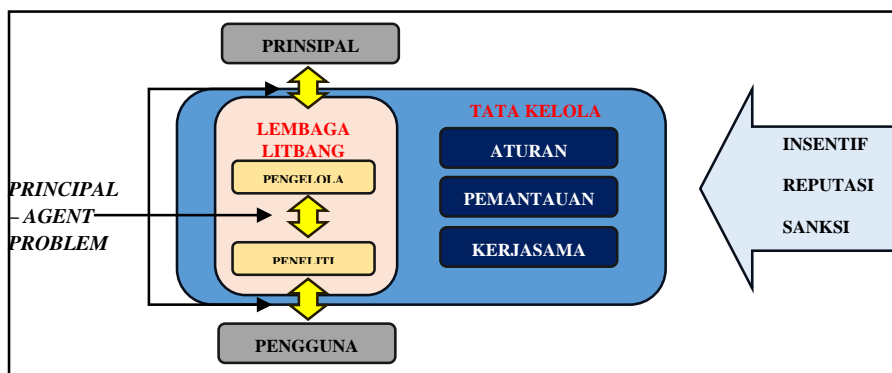 PRINSIPAL
TATA KELOLA
LEMBAGA
LITBANG
ATURAN
INSENTIF
PENGELOLA
REPUTASI
PRINCIPAL
– AGENT
PROBLEM
PEMANTAUAN
SANKSI
KERJASAMA
PENELITI
PENGGUNA